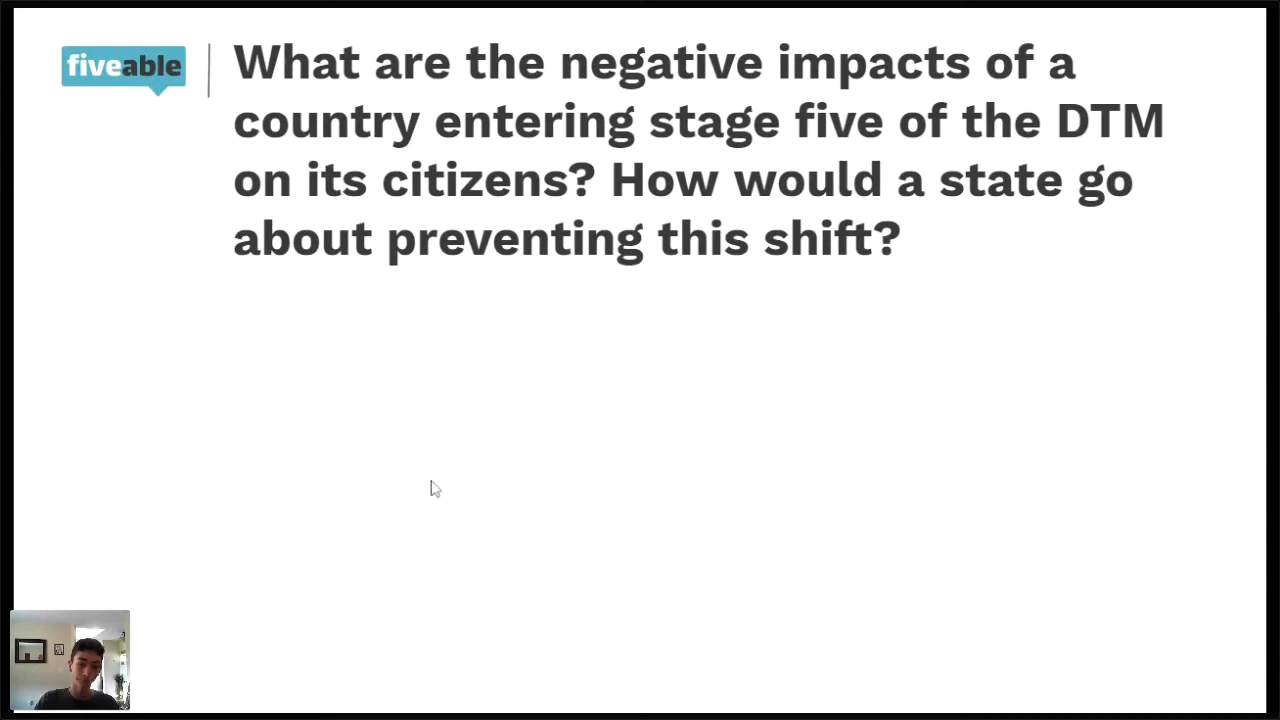 fiveable
What are the negative impacts of a
country entering stage five of the DTM
on its citizens? How would a state go
about preventing this shift?